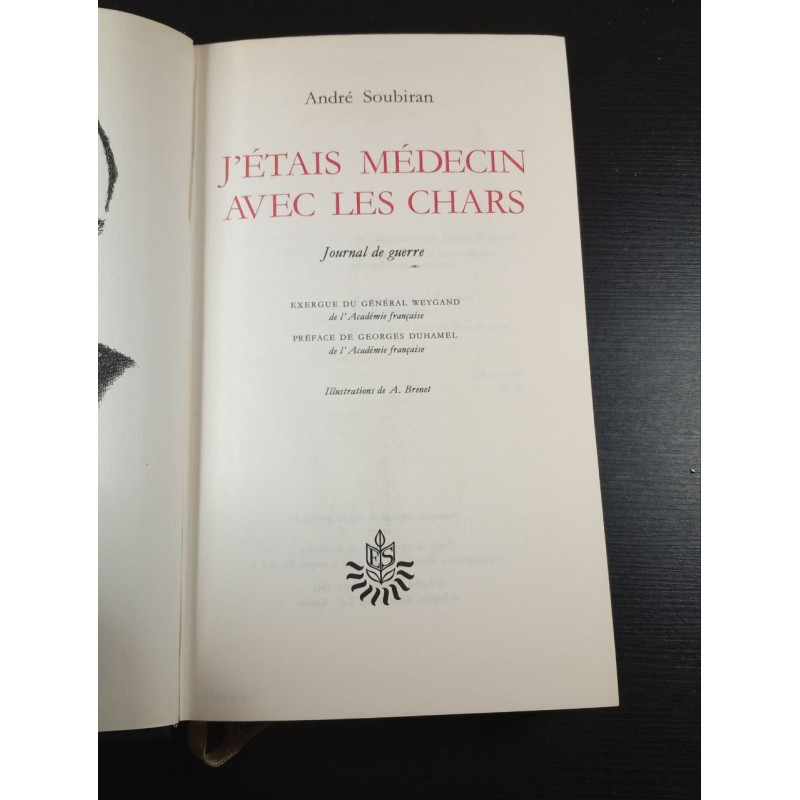 André Soubiran
J'ÉTAIS MÉDECIN
AVEC LES CHARS
Journal de guerre
EXERGUE DU GÉNÉRAL WEYGAND
de l'Académie française
PRÉFACE DE GEORGES DUHAMEL
de l'Académie française
Illustrations de A. Brenet
ES